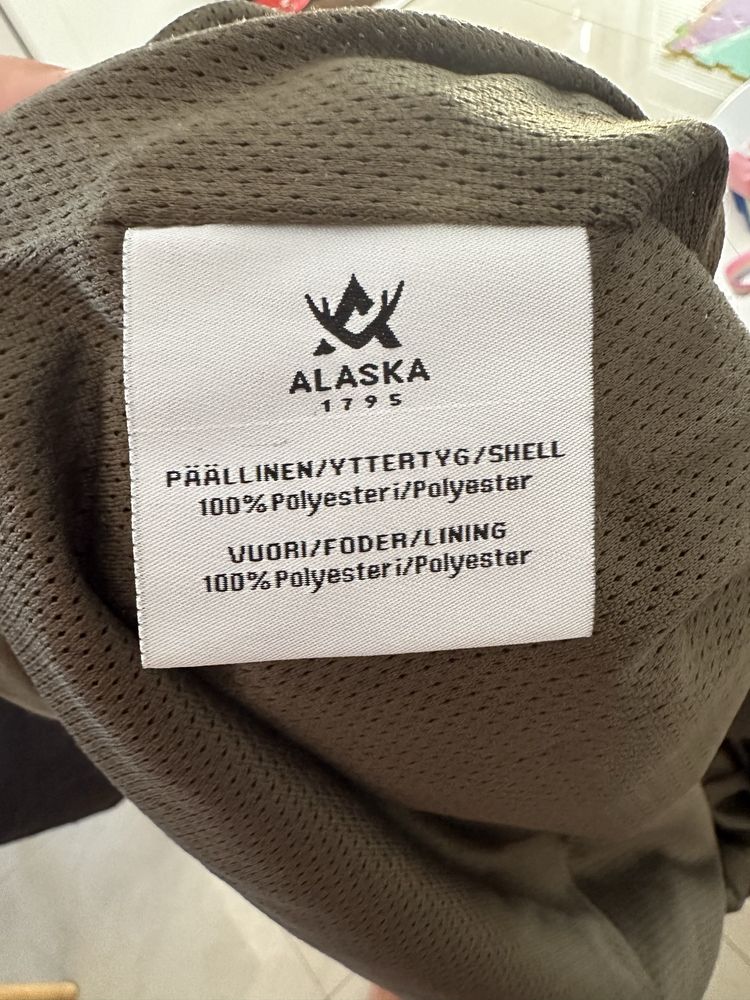 ALASKA
1795
PÄÄLLINEN/YTTERTYG/SHELL
100% Polyesteri/Polyester
VUORI/FODER/LINING
100% Polyesteri/Polyester